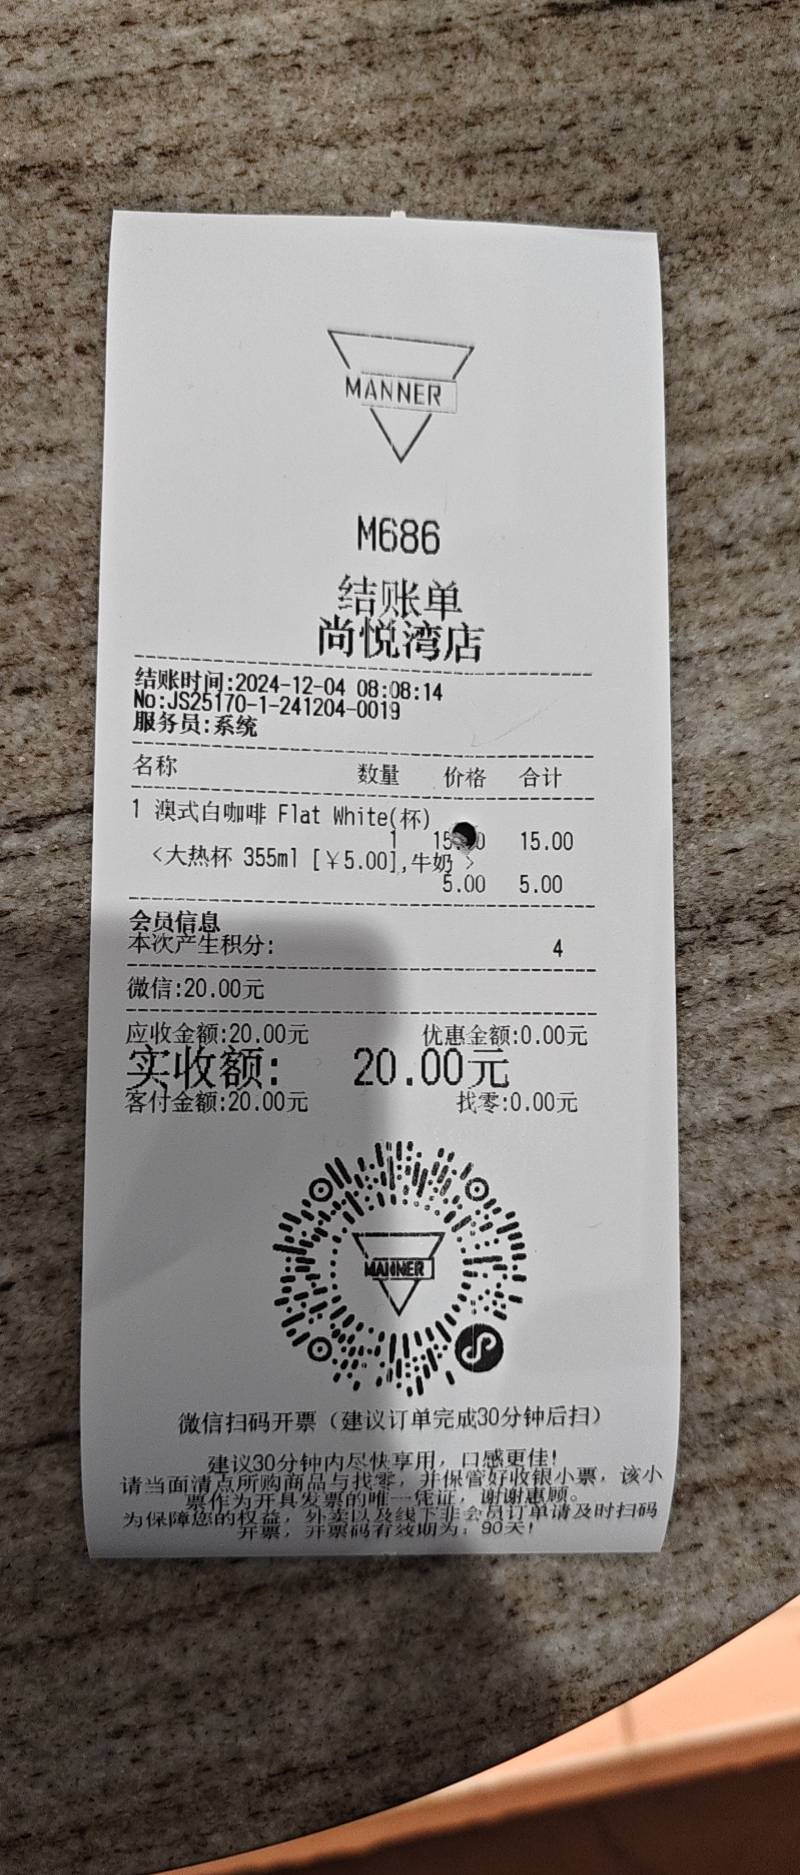 MANNER
M686
结账单
尚悦湾店
结账时间:2024-12-04 08:08:14
No:JS25170-1-241204-0019
服务员:系统
名称 数量 价格 合计
1 澳式白咖啡 Flat White(杯)
1 15.00 15.00
<大热杯 355ml [￥5.00],牛奶 >
5.00 5.00
会员信息
本次产生积分: 4
微信:20.00元
应收金额:20.00元 优惠金额:0.00元
实收额: 20.00元
客付金额:20.00元 找零:0.00元
MANNER
微信扫码开票（建议订单完成30分钟后扫）
建议30分钟内尽快享用，口感更佳!
请当面清点所购商品与找零，并保管好收银小票，该小
票作为开具发票的唯一凭证，谢谢惠顾。
为保障您的权益，外卖以及线下非会员订单请及时扫码
开票，开票码有效期为：90天!